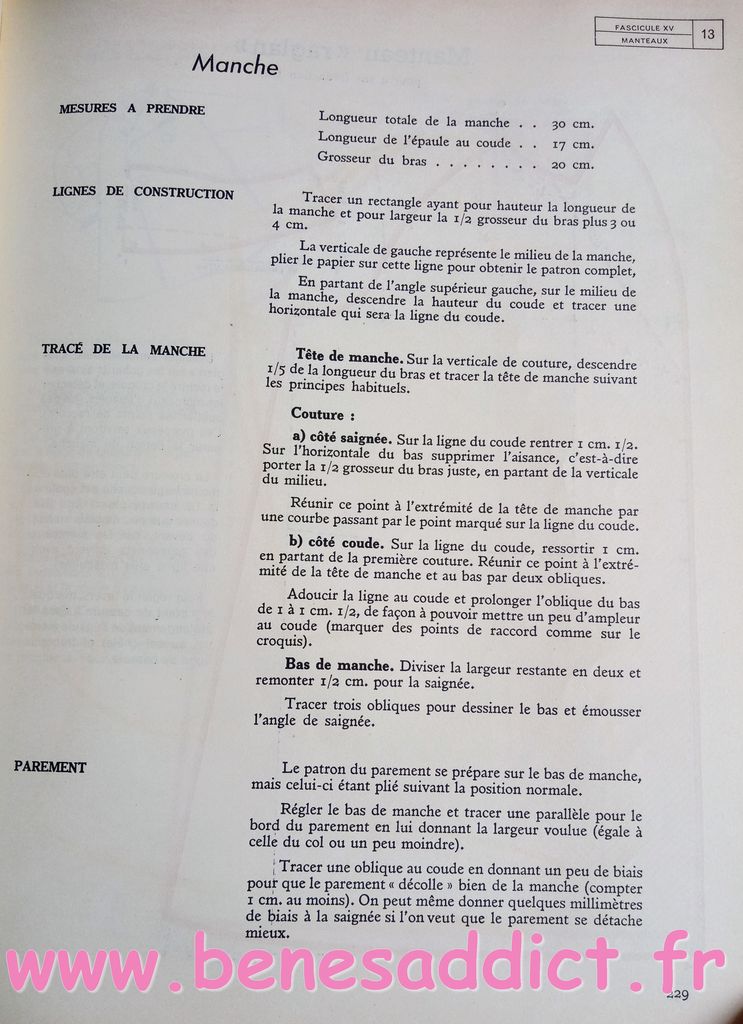 FASCICULE XV
MANTEAUX
13
Manche
MESURES A PRENDRE
Longueur totale de la manche . . 30 cm.
Longueur de l'épaule au coude . . 17 cm.
Grosseur du bras . . . . . . . . 20 cm.
LIGNES DE CONSTRUCTION
Tracer un rectangle ayant pour hauteur la longueur de
la manche et pour largeur la 1/2 grosseur du bras plus 3 ou
4 cm.
La verticale de gauche représente le milieu de la manche,
plier le papier sur cette ligne pour obtenir le patron complet,
En partant de l'angle supérieur gauche, sur le milieu de
la manche, descendre la hauteur du coude et tracer une
horizontale qui sera la ligne du coude.
TRACÉ DE LA MANCHE
Tête de manche. Sur la verticale de couture, descendre
1/5 de la longueur du bras et tracer la tête de manche suivant
les principes habituels.
Couture :
a) côté saignée. Sur la ligne du coude rentrer 1 cm. 1/2.
Sur l'horizontale du bas supprimer l'aisance, c'est-à-dire
porter la 1/2 grosseur du bras juste, en partant de la verticale
du milieu.
Réunir ce point à l'extrémité de la tête de manche par
une courbe passant par le point marqué sur la ligne du coude.
b) côté coude. Sur la ligne du coude, ressortir 1 cm.
en partant de la première couture. Réunir ce point à l'extré-
mité de la tête de manche et au bas par deux obliques.
Adoucir la ligne au coude et prolonger l'oblique du bas
de 1 à 1 cm. 1/2, de façon à pouvoir mettre un peu d'ampleur
au coude (marquer des points de raccord comme sur le
croquis).
Bas de manche. Diviser la largeur restante en deux et
remonter 1/2 cm. pour la saignée.
Tracer trois obliques pour dessiner le bas et émousser
l'angle de saignée.
PAREMENT
Le patron du parement se prépare sur le bas de manche,
mais celui-ci étant plié suivant la position normale.
Régler le bas de manche et tracer une parallèle pour le
bord du parement en lui donnant la largeur voulue (égale à
celle du col ou un peu moindre).
Tracer une oblique au coude en donnant un peu de biais
pour que le parement « décolle » bien de la manche (compter
1 cm. au moins). On peut même donner quelques millimètres
de biais à la saignée si l'on veut que le parement se détache
mieux.
www.benesaddict.fr
229